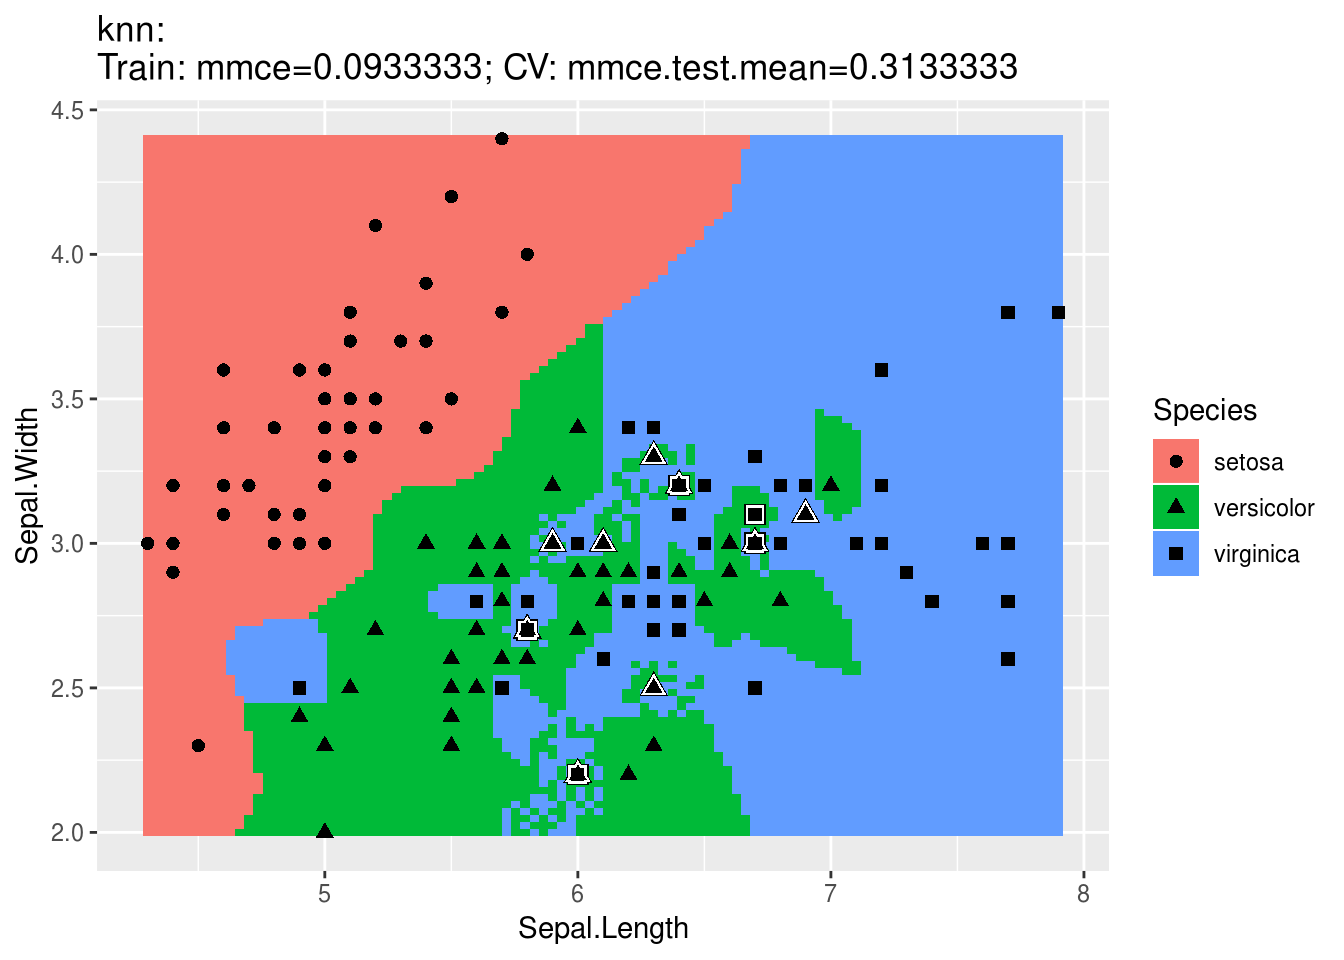 knn:
Train: mmce=0.0933333; CV: mmce.test.mean=0.3133333
4.5
4.0
3.5
3.0
2.5
2.0
Sepal.Width
5
6
7
8
Sepal.Length
Species
setosa
versicolor
virginica